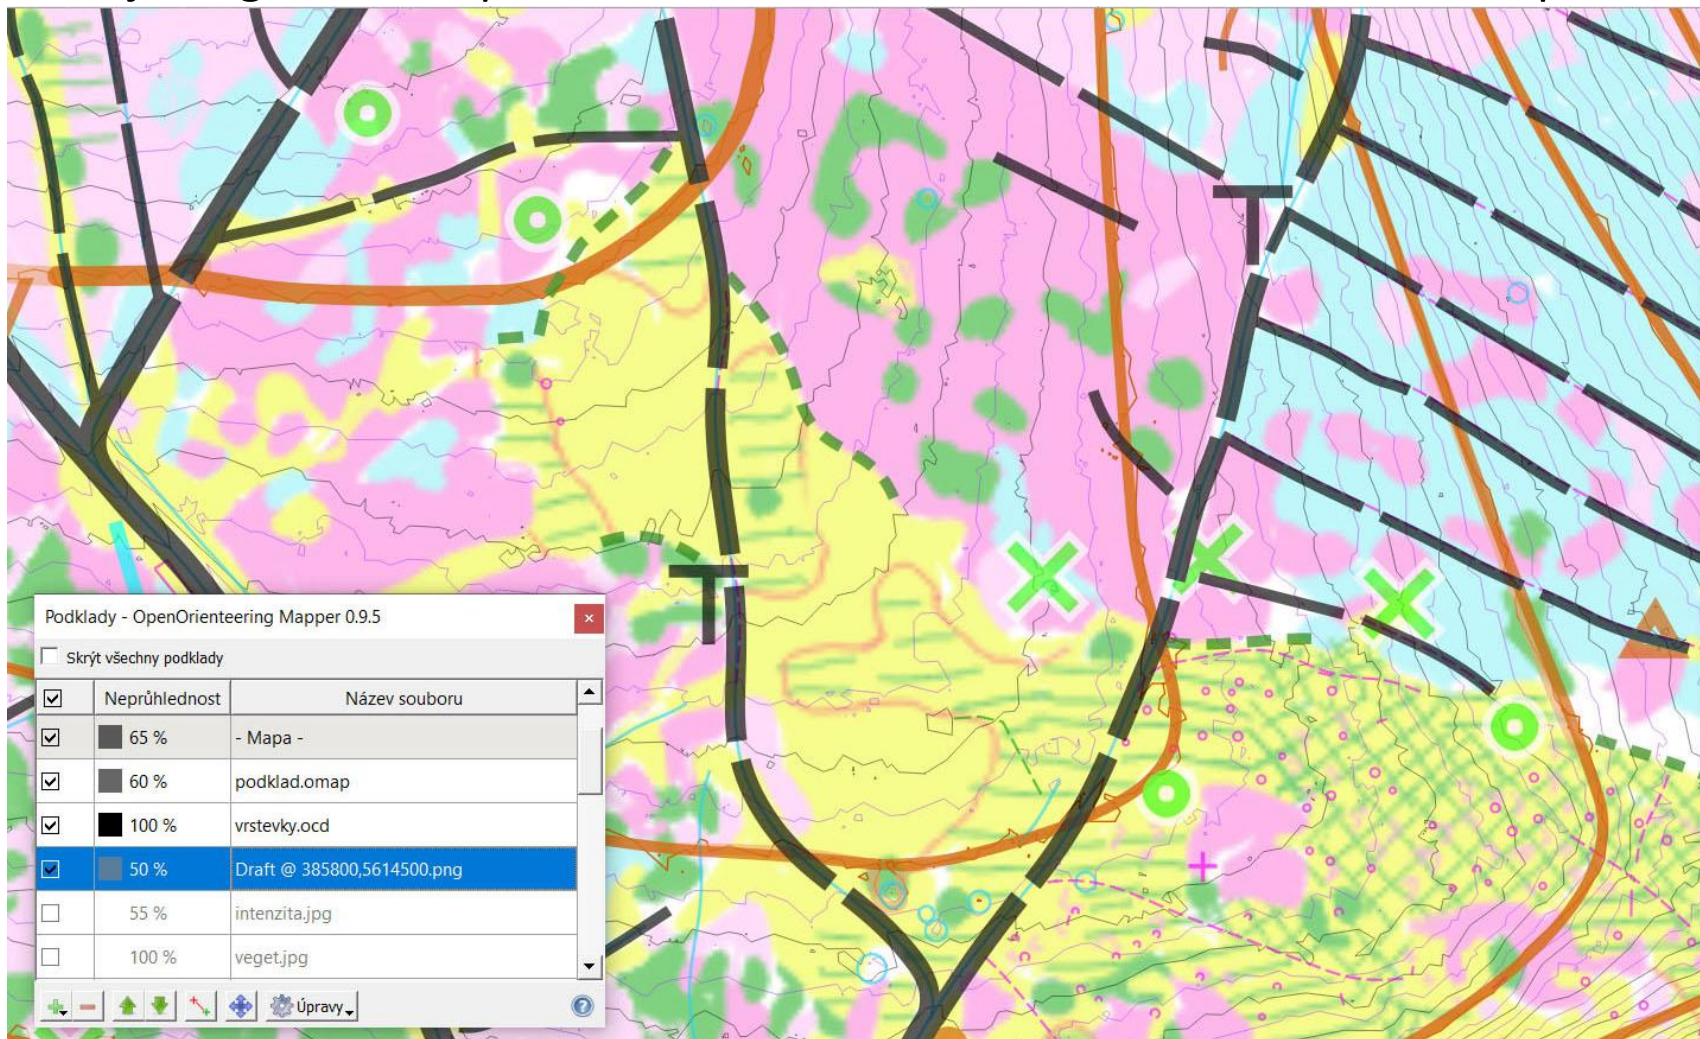 Podklady - OpenOrienteering Mapper 0.9.5
Skrýt všechny podklady
Neprůhlednost Název souboru
65 % - Mapa -
60 % podklad.omap
100 % vrstevky.ocd
50 % Draft @ 385800,5614500.png
55 % intenzita.jpg
100 % veget.jpg
Úpravy